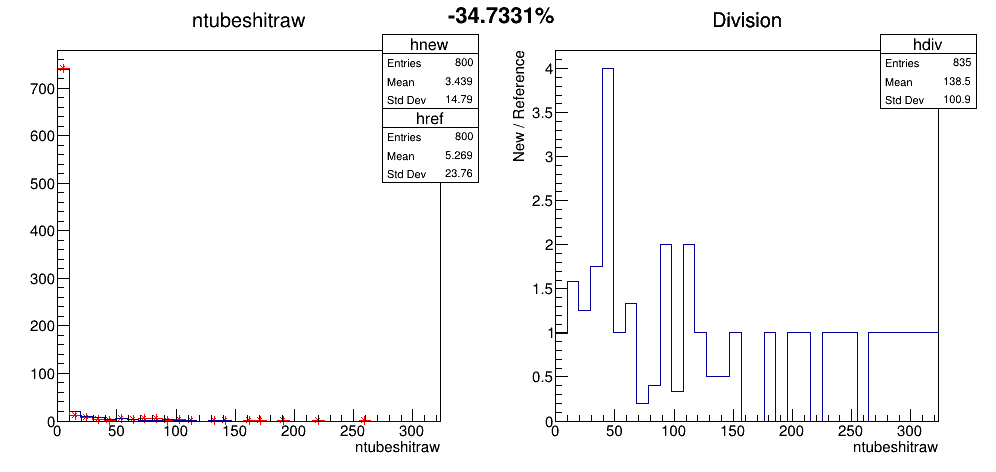 -34.7331%
ntubeshitraw
hnew
Entries 800
Mean 3.439
Std Dev 14.79
href
Entries 800
Mean 5.269
Std Dev 23.76
700
600
500
400
300
200
100
0
0 50 100 150 200 250 300
ntubeshitraw
Division
hdiv
Entries 835
Mean 138.5
Std Dev 100.9
New / Reference
4
3.5
3
2.5
2
1.5
1
0.5
0
0 50 100 150 200 250 300
ntubeshitraw